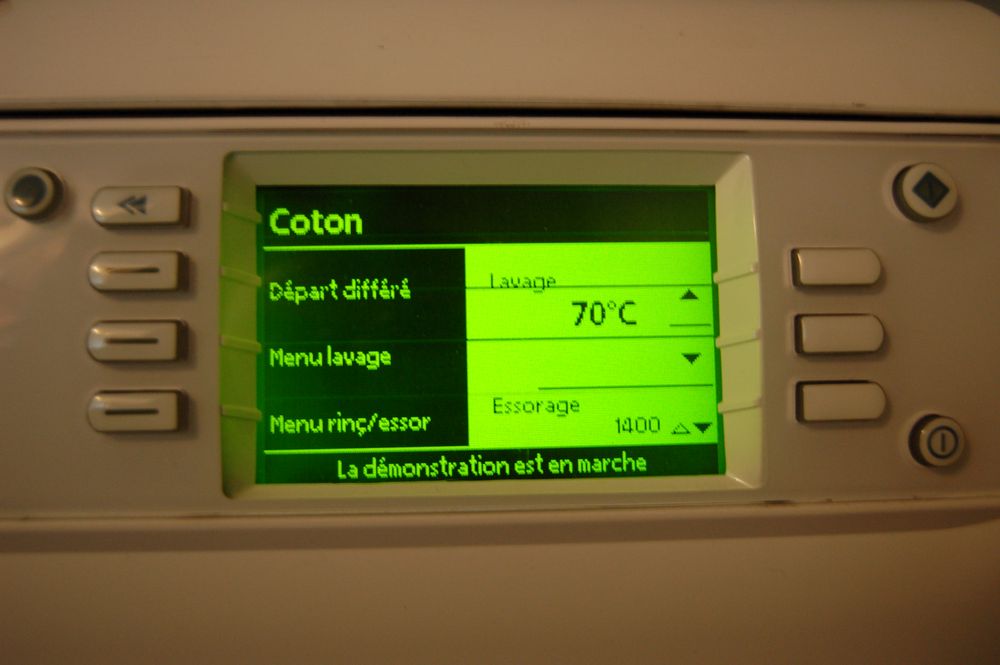 Coton
Départ différé
Lavage
70°C
Menu lavage
Essorage
Menu rinç/essor
1400
La démonstration est en marche